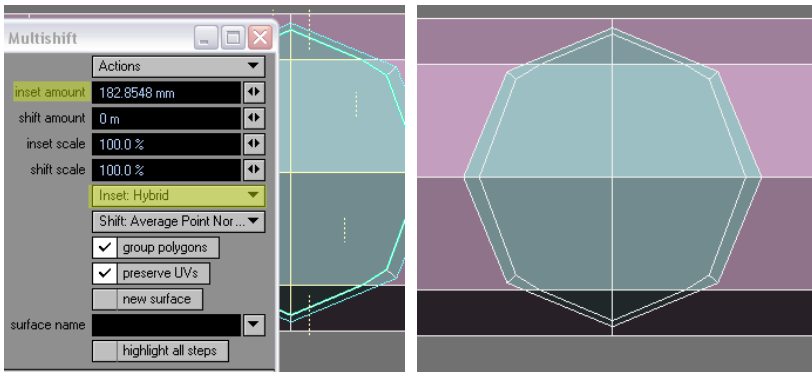 Multishift
Actions
inset amount 182.8548 mm
shift amount 0 m
inset scale 100.0 %
shift scale 100.0 %
Inset: Hybrid
Shift: Average Point Nor...
group polygons
preserve UVs
new surface
surface name
highlight all steps